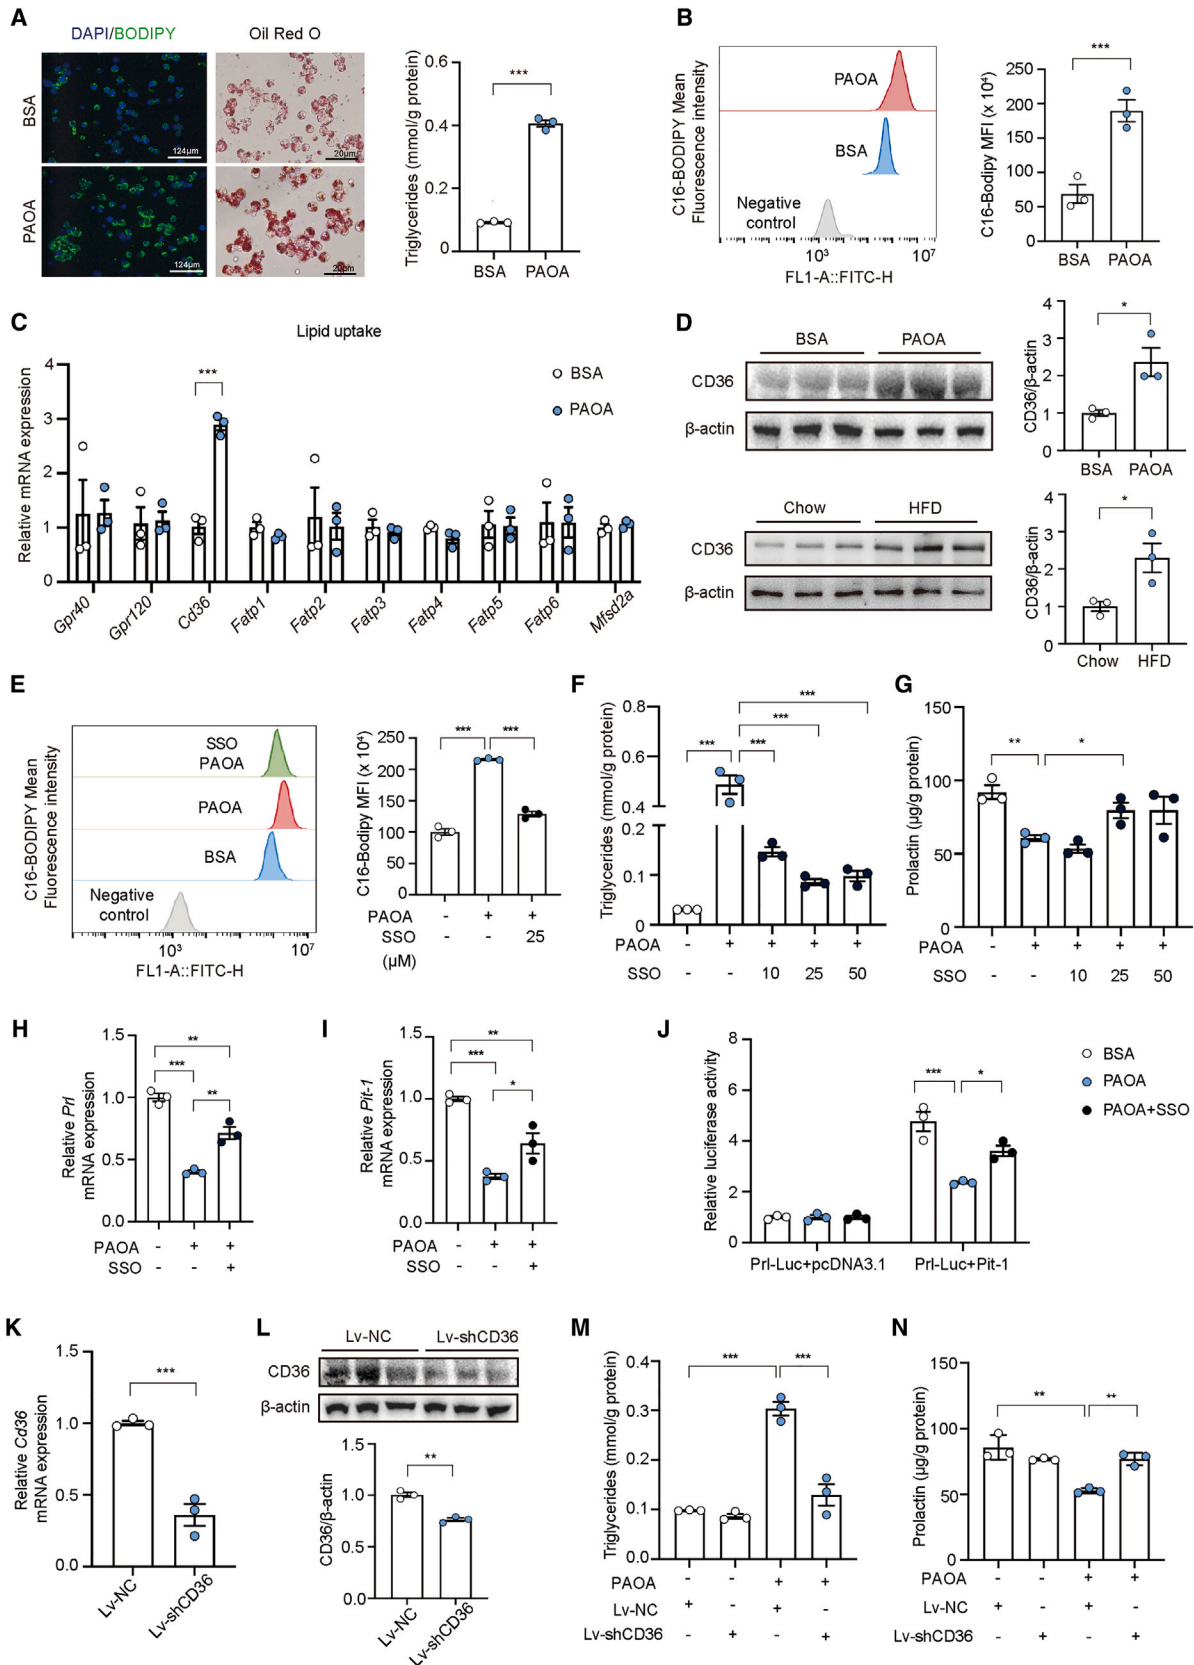 A
DAPI/BODIPY
Oil Red O
BSA
124µm
20µm
PAOA
124µm
20µm
Triglycerides (mmol/g protein)
0.6
0.4
0.2
0
***
BSA PAOA
B
C16-BODIPY Mean
Fluorescence intensity
PAOA
BSA
Negative
control
10³ 10⁷
FL1-A::FITC-H
C16-Bodipy MFI (x 10⁴)
250
200
150
100
50
0
***
BSA PAOA
C
Lipid uptake
Relative mRNA expression
4
3
2
1
0
***
BSA
PAOA
Gpr40 Gpr120 Cd36 Fatp1 Fatp2 Fatp3 Fatp4 Fatp5 Fatp6 Mfsd2a
D
BSA PAOA
CD36
β-actin
CD36/β-actin
4
3
2
1
0
*
BSA PAOA
Chow HFD
CD36
β-actin
CD36/β-actin
4
3
2
1
0
*
Chow HFD
E
C16-BODIPY Mean
Fluorescence intensity
SSO
PAOA
PAOA
BSA
Negative
control
10³ 10⁷
FL1-A::FITC-H
C16-Bodipy MFI (x 10⁴)
250
200
150
100
50
0
*** ***
PAOA - + +
SSO - - 25
(µM)
F
Triglycerides (mmol/g protein)
0.8
0.6
0.4
0.2
0.1
0
***
***
*** ***
PAOA - + + + +
SSO - - 10 25 50
G
Prolactin (µg/g protein)
150
100
50
0
** *
PAOA - + + + +
SSO - - 10 25 50
H
Relative Prl
mRNA expression
1.5
1.0
0.5
0.0
**
***
**
PAOA - + +
SSO - - +
I
Relative Pit-1
mRNA expression
1.5
1.0
0.5
0.0
**
***
*
PAOA - + +
SSO - - +
J
Relative luciferase activity
8
6
4
2
0
*** *
BSA
PAOA
PAOA+SSO
Prl-Luc+pcDNA3.1 Prl-Luc+Pit-1
K
Relative Cd36
mRNA expression
1.5
1.0
0.5
0.0
***
Lv-NC Lv-shCD36
L
Lv-NC Lv-shCD36
CD36
β-actin
CD36/β-actin
1.5
1.0
0.5
0.0
**
Lv-NC Lv-shCD36
M
Triglycerides (mmol/g protein)
0.4
0.3
0.2
0.1
0.0
*** ***
PAOA - - + +
Lv-NC + - + -
Lv-shCD36 - + - +
N
Prolactin (µg/g protein)
150
100
50
0
** **
PAOA - - + +
Lv-NC + - + -
Lv-shCD36 - + - +